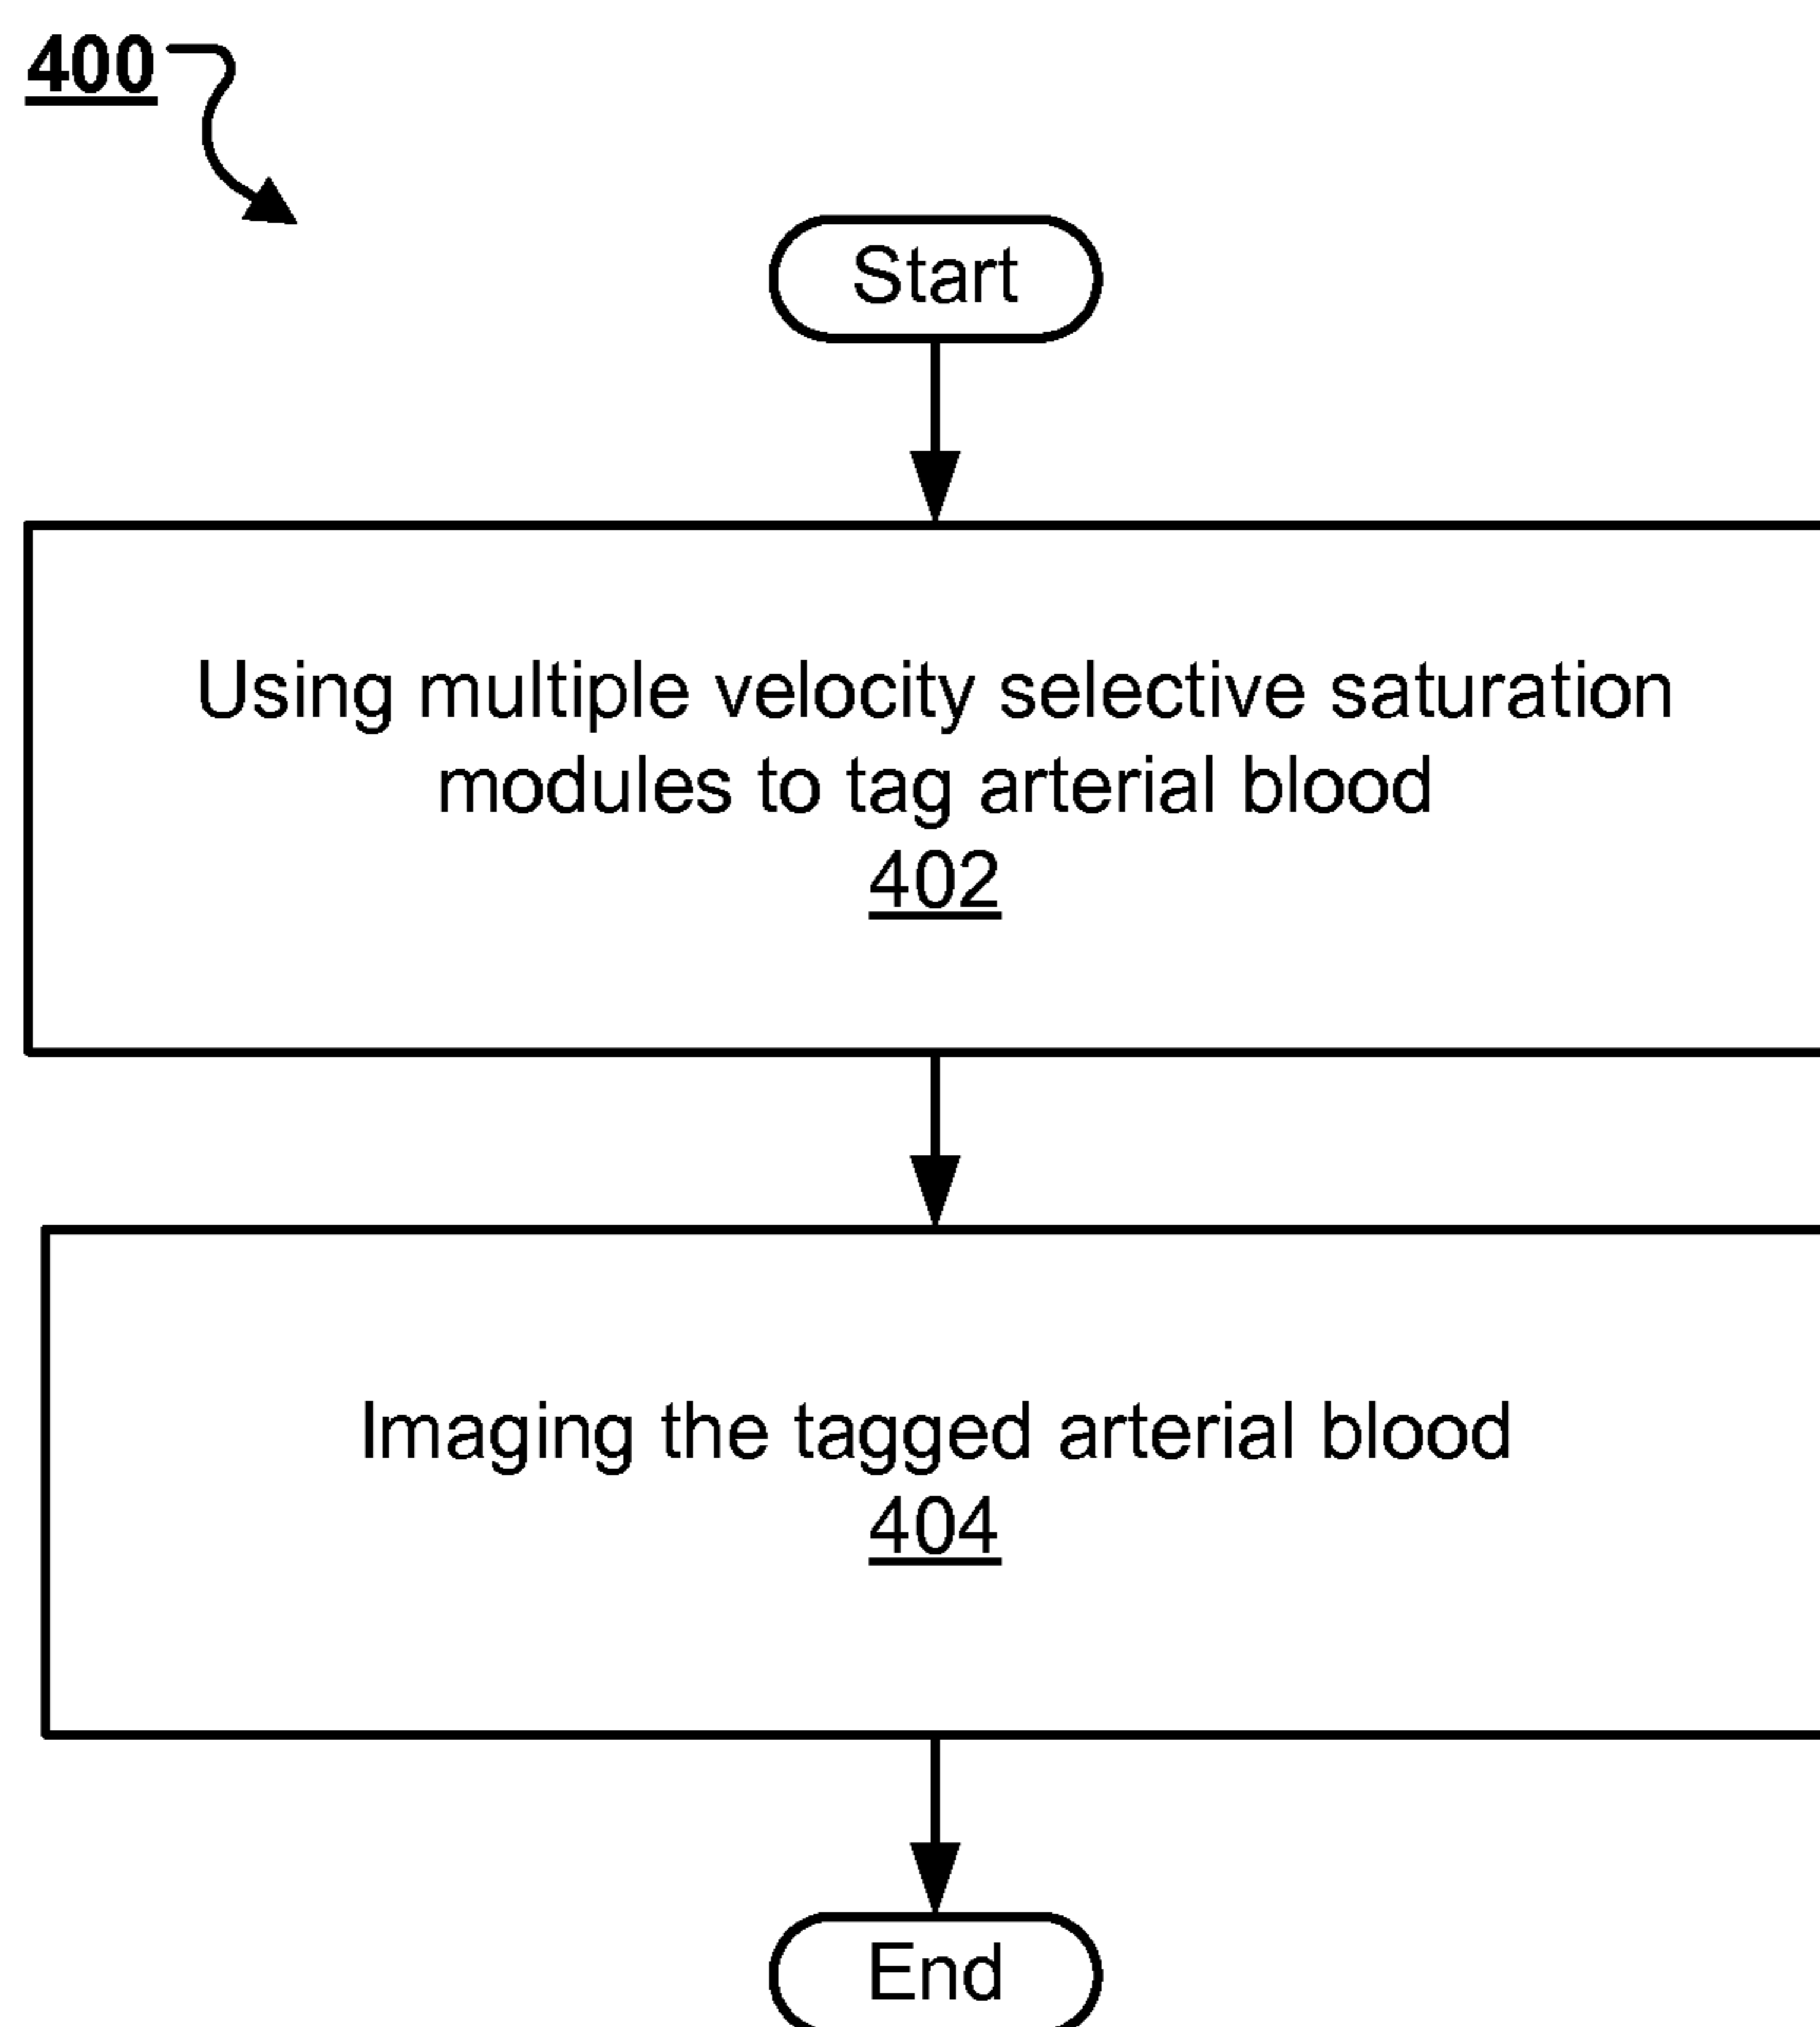 400
Start
Using multiple velocity selective saturation
modules to tag arterial blood
402
Imaging the tagged arterial blood
404
End